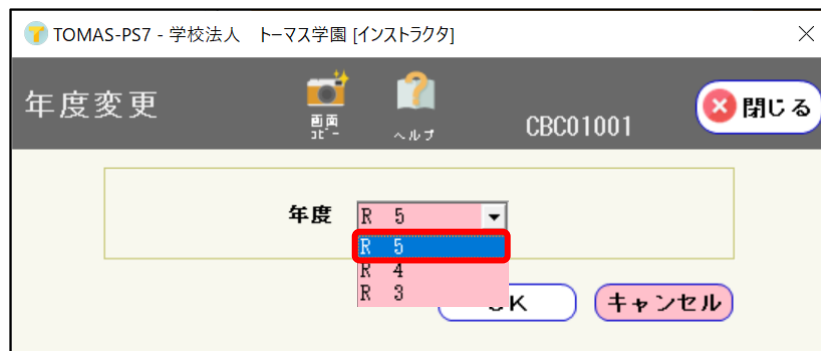 TOMAS-PS7 - 学校法人　トーマス学園 [インストラクタ]
年度変更
画面
ｺﾋﾟｰ
ヘルプ
CBC01001
閉じる
年度
R 5
R 5
R 4
R 3
OK
キャンセル